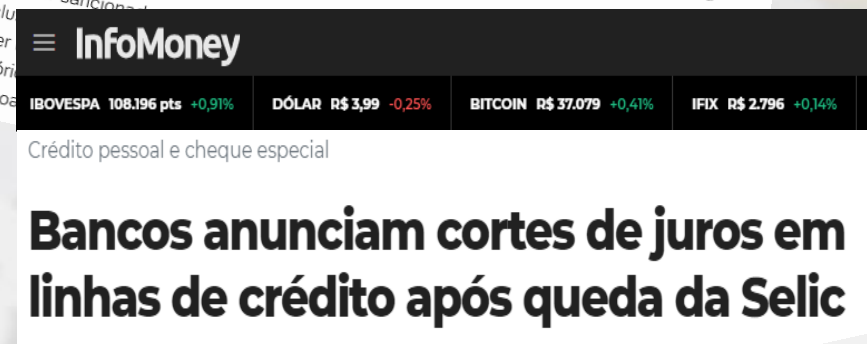 sancionad
InfoMoney
IBOVESPA 108.196 pts +0,91% DÓLAR R$ 3,99 -0,25% BITCOIN R$ 37.079 +0,41% IFIX R$ 2.796 +0,14%
Crédito pessoal e cheque especial
Bancos anunciam cortes de juros em
linhas de crédito após queda da Selic